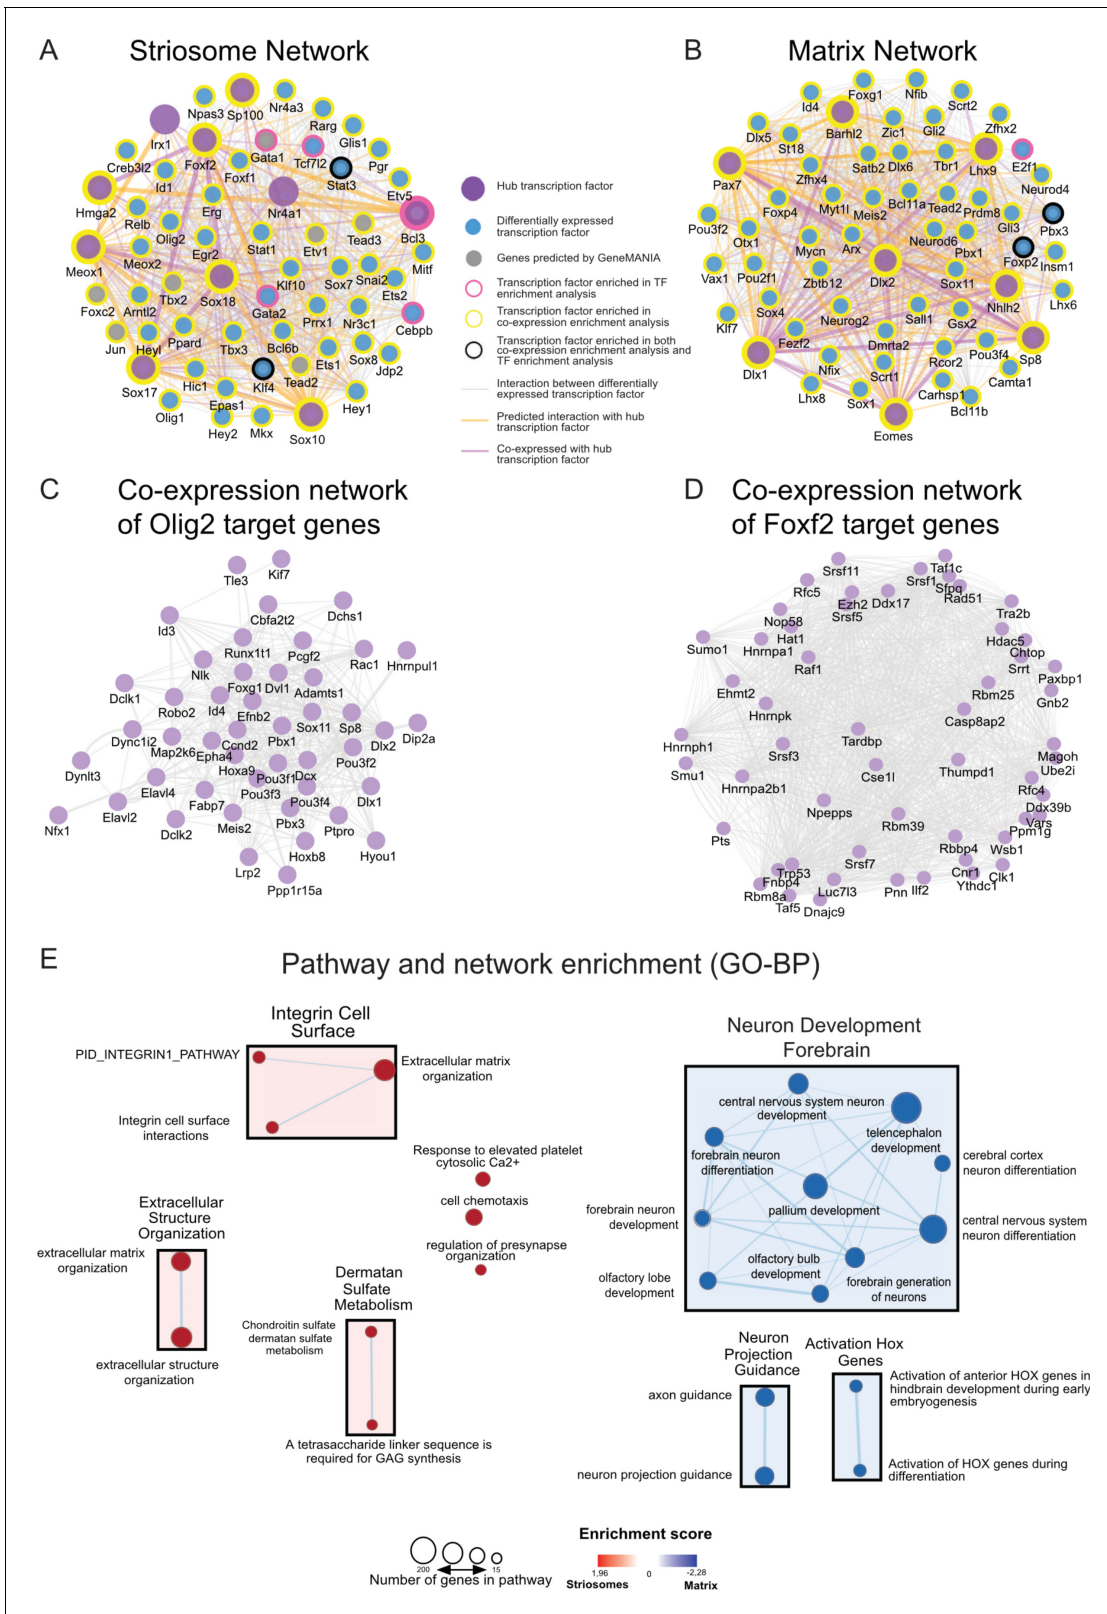 A
Striosome Network
Npas3
Sp100
Nr4a3
Irx1
Rarg
Glis1
Foxf2
Gata1
Tcf7l2
Pgr
Creb3l2
Id1
Foxf1
Stat3
Etv5
Hmga2
Erg
Nr4a1
Relb
Bcl3
Olig2
Stat1
Etv1
Tead3
Egr2
Mitf
Meox1
Meox2
Klf10
Sox7
Snai2
Ets2
Foxc2
Tbx2
Arntl2
Sox18
Gata2
Prrx1
Nr3c1
Cebpb
Jun
Heyl
Ppard
Tbx3
Bcl6b
Ets1
Sox8
Jdp2
Sox17
Hic1
Klf4
Tead2
Olig1
Epas1
Hey1
Hey2
Mkx
Sox10
Hub transcription factor
Differentially expressed
transcription factor
Genes predicted by GeneMANIA
Transcription factor enriched in TF
enrichment analysis
Transcription factor enriched in
co-expression enrichment analysis
Transcription factor enriched in both
co-expression enrichment analysis and
TF enrichment analysis
Interaction between differentially
expressed transcription factor
Predicted interaction with hub
transcription factor
Co-expressed with hub
transcription factor
B
Matrix Network
Foxg1
Nfib
Id4
Scrt2
Dlx5
Barhl2
Zic1
Gli2
Zfhx2
St18
Satb2
Dlx6
Tbr1
Lhx9
E2f1
Pax7
Zfhx4
Neurod4
Foxp4
Myt1l
Meis2
Bcl11a
Tead2
Prdm8
Pou3f2
Otx1
Gli3
Pbx3
Mycn
Arx
Neurod6
Pbx1
Foxp2
Insm1
Vax1
Pou2f1
Zbtb12
Dlx2
Sox11
Nhlh2
Lhx6
Klf7
Sox4
Neurog2
Sall1
Gsx2
Fezf2
Dmrta2
Pou3f4
Sp8
Dlx1
Nfix
Scrt1
Rcor2
Camta1
Lhx8
Sox1
Carhsp1
Bcl11b
Eomes
C
Co-expression network
of Olig2 target genes
Tle3
Kif7
Id3
Cbfa2t2
Dchs1
Runx1t1
Pcgf2
Rac1
Hnrnpul1
Nlk
Foxg1
Dvl1
Adamts1
Dclk1
Robo2
Id4
Efnb2
Sox11
Sp8
Dync1i2
Map2k6
Epha4
Ccnd2
Pbx1
Dlx2
Dip2a
Dynlt3
Hoxa9
Pou3f2
Elavl4
Pou3f1
Dcx
Nfx1
Elavl2
Fabp7
Pou3f3
Pou3f4
Dlx1
Dclk2
Meis2
Pbx3
Ptpro
Hoxb8
Hyou1
Lrp2
Ppp1r15a
D
Co-expression network
of Foxf2 target genes
Srsf11
Taf1c
Rfc5
Srsf1
Sfpq
Ezh2
Ddx17
Rad51
Nop58
Srsf5
Tra2b
Sumo1
Hnrnpa1
Hat1
Hdac5
Chtop
Raf1
Srrt
Paxbp1
Ehmt2
Rbm25
Gnb2
Hnrnpk
Casp8ap2
Hnrnph1
Tardbp
Srsf3
Magoh
Smu1
Hnrnpa2b1
Cse1l
Thumpd1
Ube2i
Rfc4
Npepps
Ddx39b
Pts
Rbm39
Vars
Ppm1g
Rbbp4
Wsb1
Trp53
Srsf7
Cnr1
Clk1
Fnbp4
Rbm8a
Luc7l3
Pnn
Ilf2
Ythdc1
Taf5
Dnajc9
E
Pathway and network enrichment (GO-BP)
Integrin Cell
Surface
PID_INTEGRIN1_PATHWAY
Extracellular matrix
organization
Integrin cell surface
interactions
Response to elevated platelet
cytosolic Ca2+
cell chemotaxis
regulation of presynapse
organization
Extracellular
Structure
Organization
extracellular matrix
organization
extracellular structure
organization
Dermatan
Sulfate
Metabolism
Chondroitin sulfate
dermatan sulfate
metabolism
A tetrasaccharide linker sequence is
required for GAG synthesis
Neuron Development
Forebrain
central nervous system neuron
development
telencephalon
development
forebrain neuron
differentiation
cerebral cortex
neuron differentiation
pallium development
forebrain neuron
development
central nervous system
neuron differentiation
olfactory bulb
development
olfactory lobe
development
forebrain generation
of neurons
Neuron
Projection
Guidance
axon guidance
neuron projection guidance
Activation Hox
Genes
Activation of anterior HOX genes in
hindbrain development during early
embryogenesis
Activation of HOX genes during
differentiation
200
15
Number of genes in pathway
Enrichment score
1,96
0
-2,28
Striosomes
Matrix